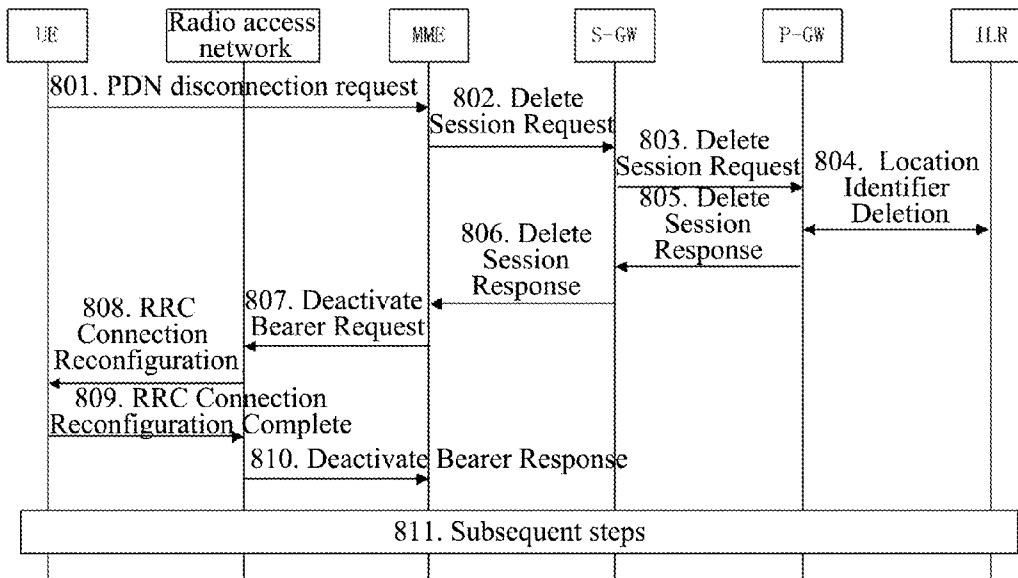 UE
Radio access
network
MME
S-GW
P-GW
ILR
801. PDN disconnection request
802. Delete
Session Request
803. Delete
Session Request
804. Location
Identifier
Deletion
805. Delete
Session
Response
806. Delete
Session
Response
807. Deactivate
Bearer Request
808. RRC
Connection
Reconfiguration
809. RRC Connection
Reconfiguration Complete
810. Deactivate Bearer Response
811. Subsequent steps